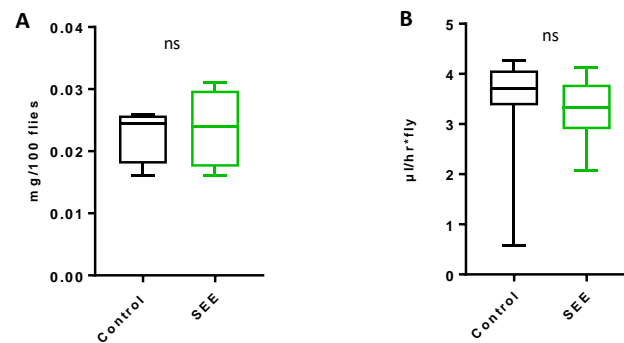 A
ns
mg/100 flies
0.04
0.03
0.02
0.01
0.00
Control
SEE
B
ns
µl/hr*fly
5
4
3
2
1
0
Control
SEE